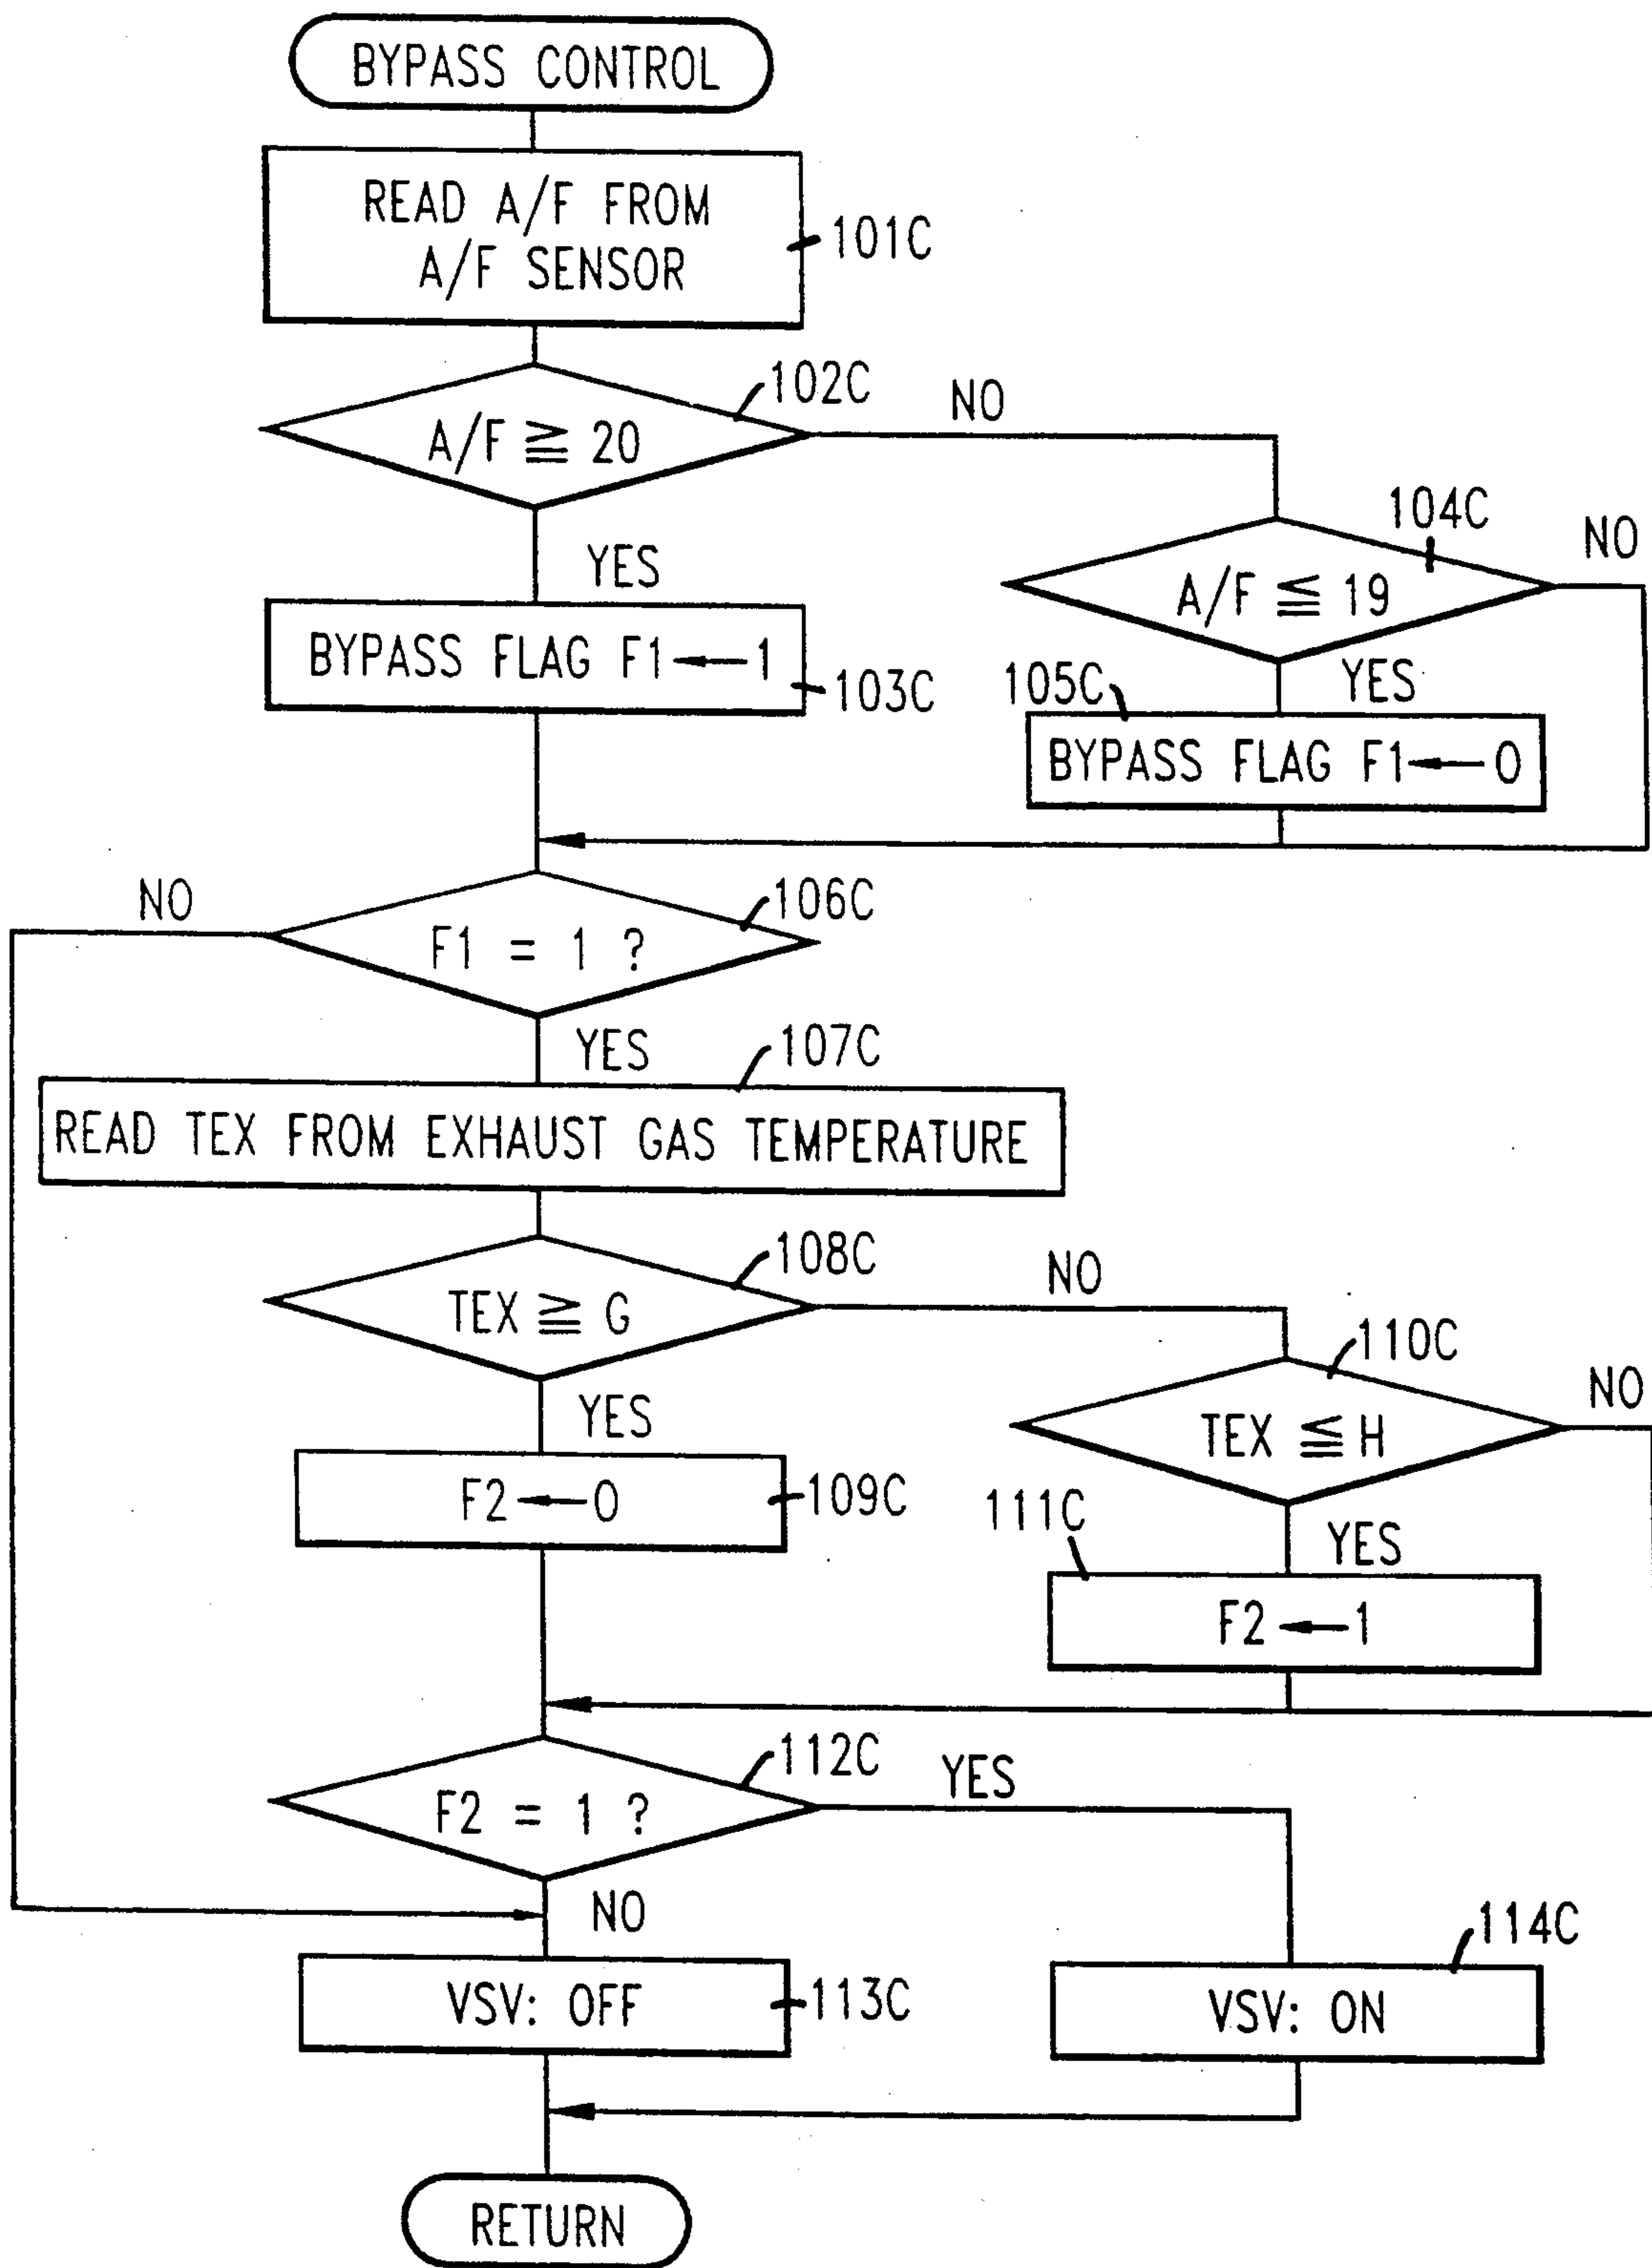 BYPASS CONTROL
READ A/F FROM
A/F SENSOR
101C
102C
A/F ≧ 20
NO
YES
104C
NO
A/F ≦ 19
BYPASS FLAG F1 ← 1
103C
YES
105C
BYPASS FLAG F1 ← 0
NO
106C
F1 = 1 ?
YES
107C
READ TEX FROM EXHAUST GAS TEMPERATURE
108C
NO
TEX ≧ G
110C
NO
YES
TEX ≦ H
F2 ← 0
109C
111C
YES
F2 ← 1
112C
YES
F2 = 1 ?
NO
114C
VSV: OFF
113C
VSV: ON
RETURN